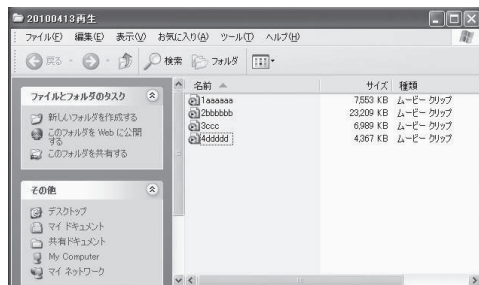 20100413再生
ファイル(F) 編集(E) 表示(V) お気に入り(A) ツール(T) ヘルプ(H)
戻る 検索 フォルダ
名前 サイズ 種類
1aaaaaa 7,553 KB ムービー クリップ
2bbbbbb 23,209 KB ムービー クリップ
3ccc 6,989 KB ムービー クリップ
4ddddd 4,367 KB ムービー クリップ
ファイルとフォルダのタスク
新しいフォルダを作成する
このフォルダを Web に公開
する
このフォルダを共有する
その他
デスクトップ
マイ ドキュメント
共有ドキュメント
My Computer
マイ ネットワーク